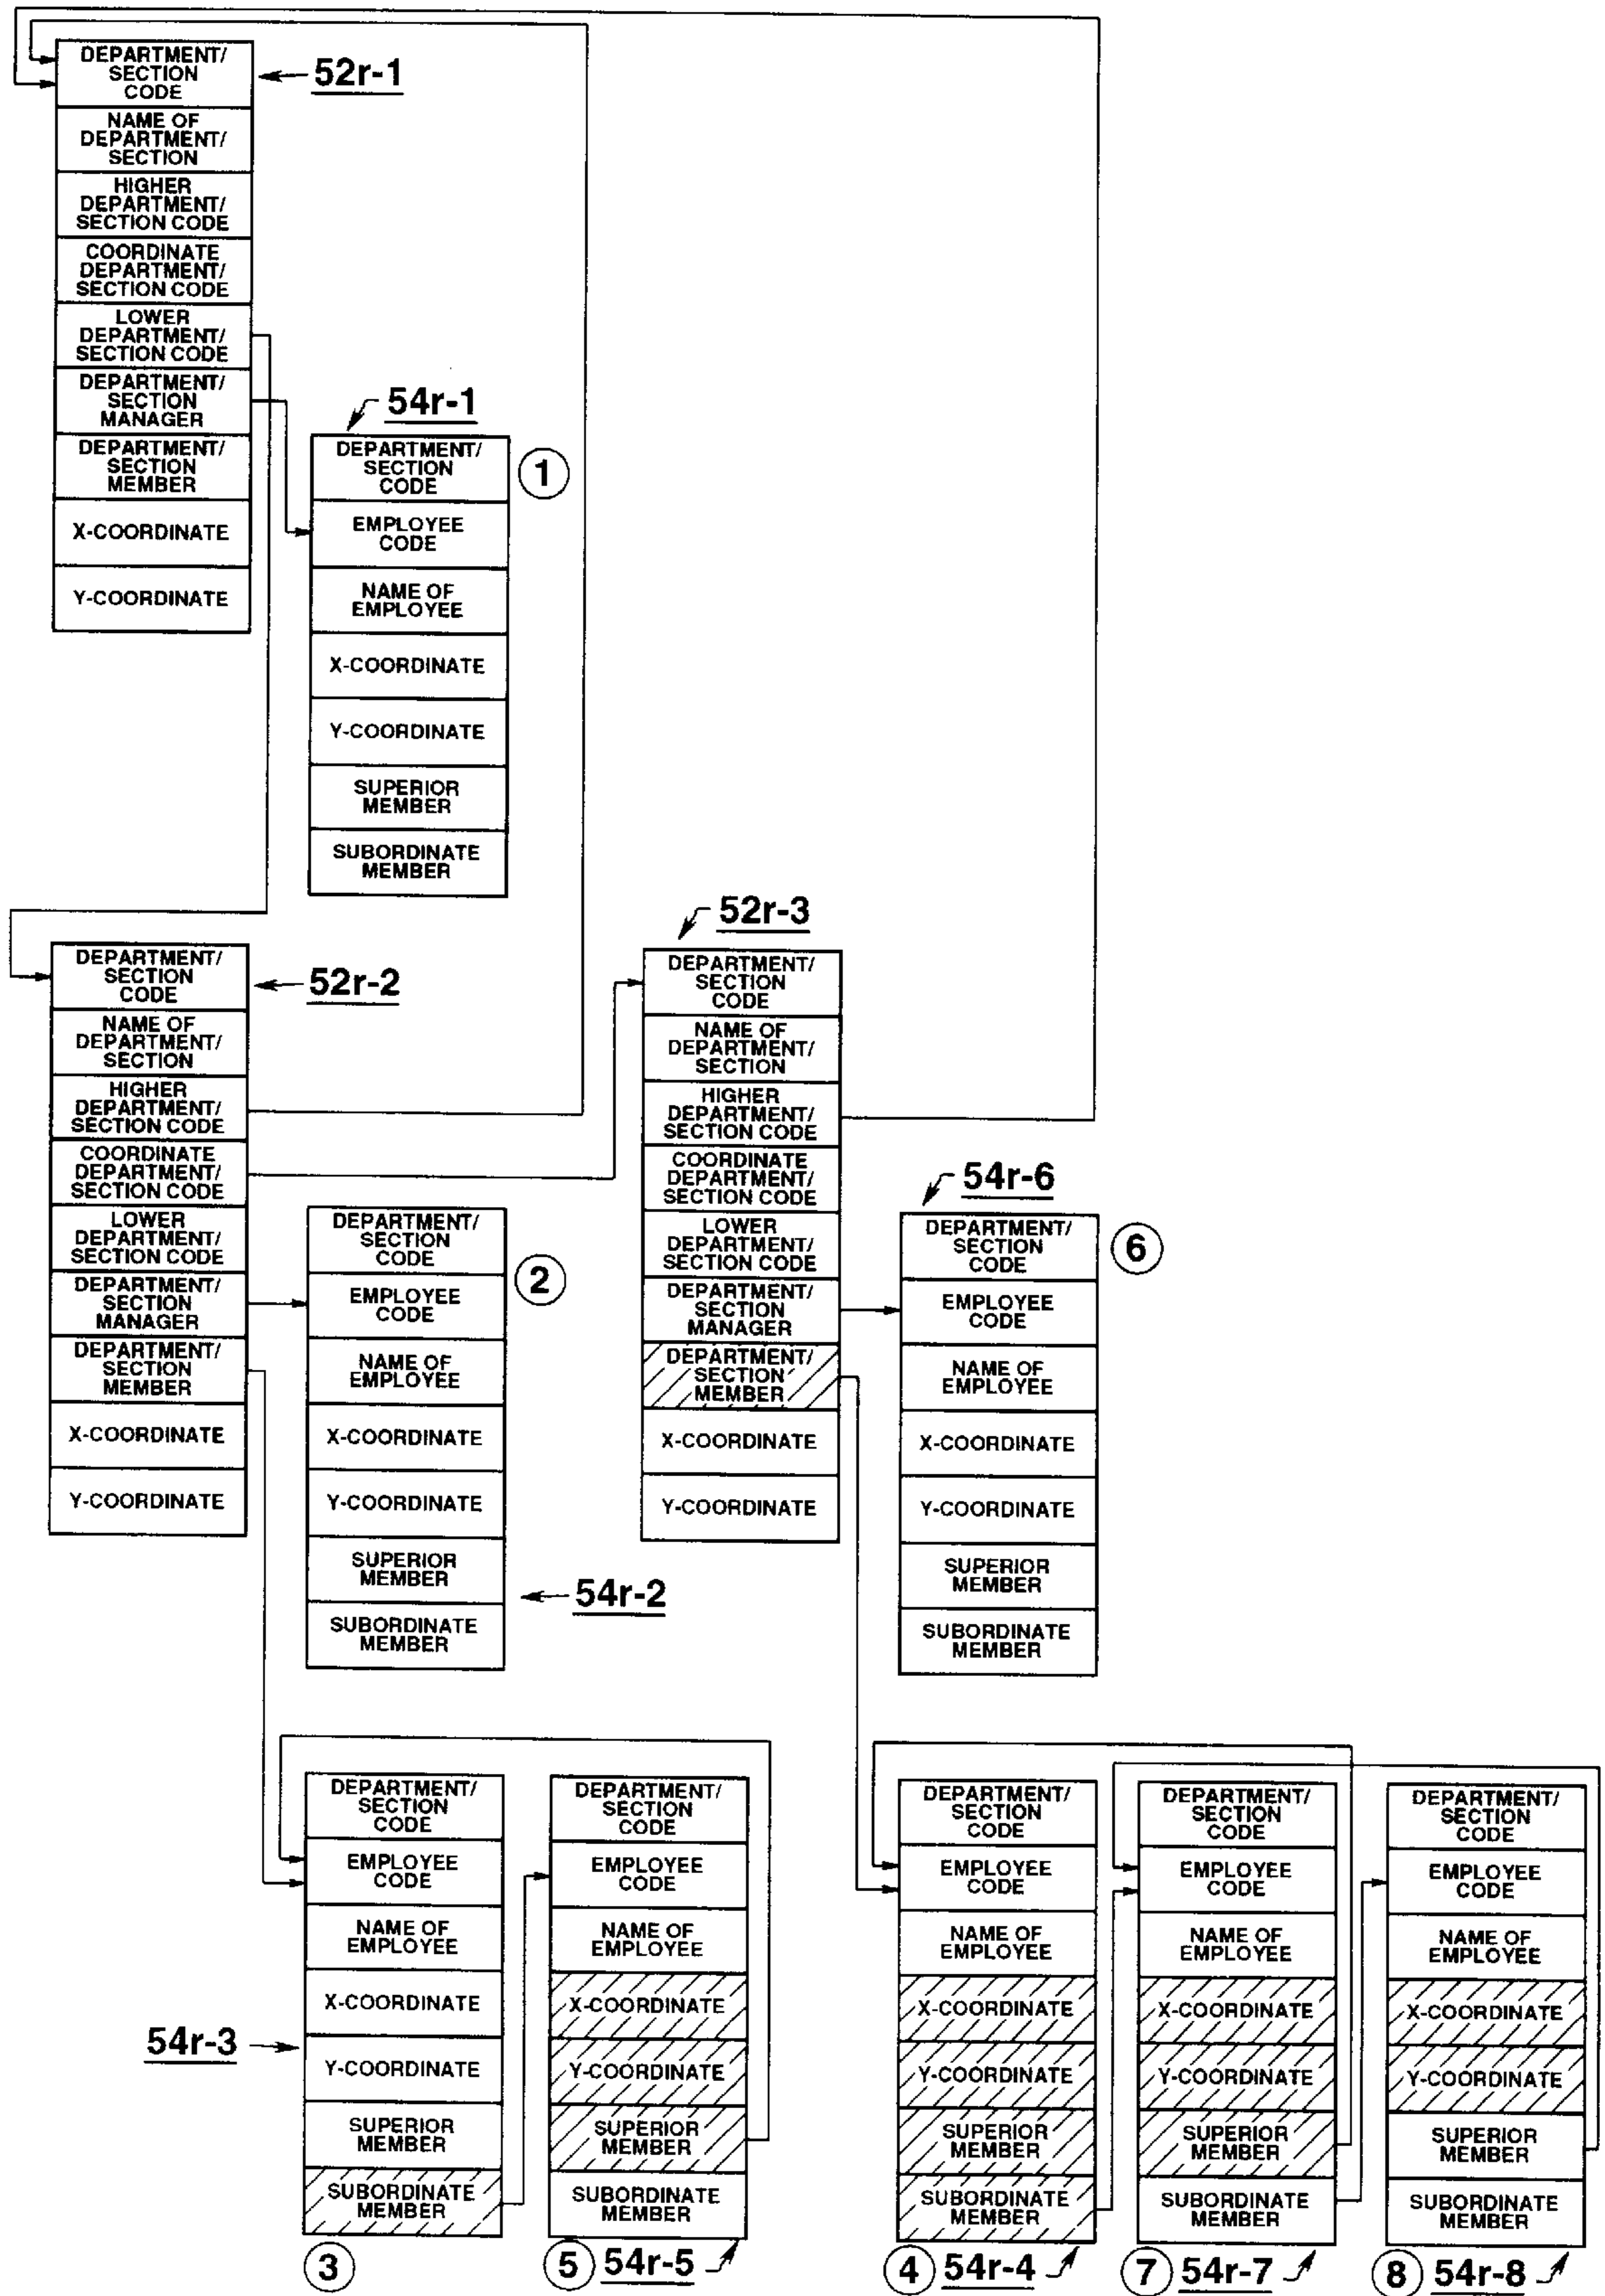 DEPARTMENT/
SECTION
CODE
52r-1
NAME OF
DEPARTMENT/
SECTION
HIGHER
DEPARTMENT/
SECTION CODE
COORDINATE
DEPARTMENT/
SECTION CODE
LOWER
DEPARTMENT/
SECTION CODE
DEPARTMENT/
SECTION
MANAGER
DEPARTMENT/
SECTION
MEMBER
X-COORDINATE
Y-COORDINATE
54r-1
1
DEPARTMENT/
SECTION
CODE
EMPLOYEE
CODE
NAME OF
EMPLOYEE
X-COORDINATE
Y-COORDINATE
SUPERIOR
MEMBER
SUBORDINATE
MEMBER
DEPARTMENT/
SECTION
CODE
52r-2
NAME OF
DEPARTMENT/
SECTION
HIGHER
DEPARTMENT/
SECTION CODE
COORDINATE
DEPARTMENT/
SECTION CODE
LOWER
DEPARTMENT/
SECTION CODE
DEPARTMENT/
SECTION
MANAGER
DEPARTMENT/
SECTION
MEMBER
X-COORDINATE
Y-COORDINATE
DEPARTMENT/
SECTION
CODE
2
EMPLOYEE
CODE
NAME OF
EMPLOYEE
X-COORDINATE
Y-COORDINATE
SUPERIOR
MEMBER
54r-2
SUBORDINATE
MEMBER
52r-3
DEPARTMENT/
SECTION
CODE
NAME OF
DEPARTMENT/
SECTION
HIGHER
DEPARTMENT/
SECTION CODE
COORDINATE
DEPARTMENT/
SECTION CODE
LOWER
DEPARTMENT/
SECTION CODE
DEPARTMENT/
SECTION
MANAGER
DEPARTMENT/
SECTION
MEMBER
X-COORDINATE
Y-COORDINATE
54r-6
6
DEPARTMENT/
SECTION
CODE
EMPLOYEE
CODE
NAME OF
EMPLOYEE
X-COORDINATE
Y-COORDINATE
SUPERIOR
MEMBER
SUBORDINATE
MEMBER
DEPARTMENT/
SECTION
CODE
EMPLOYEE
CODE
NAME OF
EMPLOYEE
X-COORDINATE
54r-3
Y-COORDINATE
SUPERIOR
MEMBER
SUBORDINATE
MEMBER
3
DEPARTMENT/
SECTION
CODE
EMPLOYEE
CODE
NAME OF
EMPLOYEE
X-COORDINATE
Y-COORDINATE
SUPERIOR
MEMBER
SUBORDINATE
MEMBER
5 54r-5
DEPARTMENT/
SECTION
CODE
EMPLOYEE
CODE
NAME OF
EMPLOYEE
X-COORDINATE
Y-COORDINATE
SUPERIOR
MEMBER
SUBORDINATE
MEMBER
4 54r-4
DEPARTMENT/
SECTION
CODE
EMPLOYEE
CODE
NAME OF
EMPLOYEE
X-COORDINATE
Y-COORDINATE
SUPERIOR
MEMBER
SUBORDINATE
MEMBER
7 54r-7
DEPARTMENT/
SECTION
CODE
EMPLOYEE
CODE
NAME OF
EMPLOYEE
X-COORDINATE
Y-COORDINATE
SUPERIOR
MEMBER
SUBORDINATE
MEMBER
8 54r-8